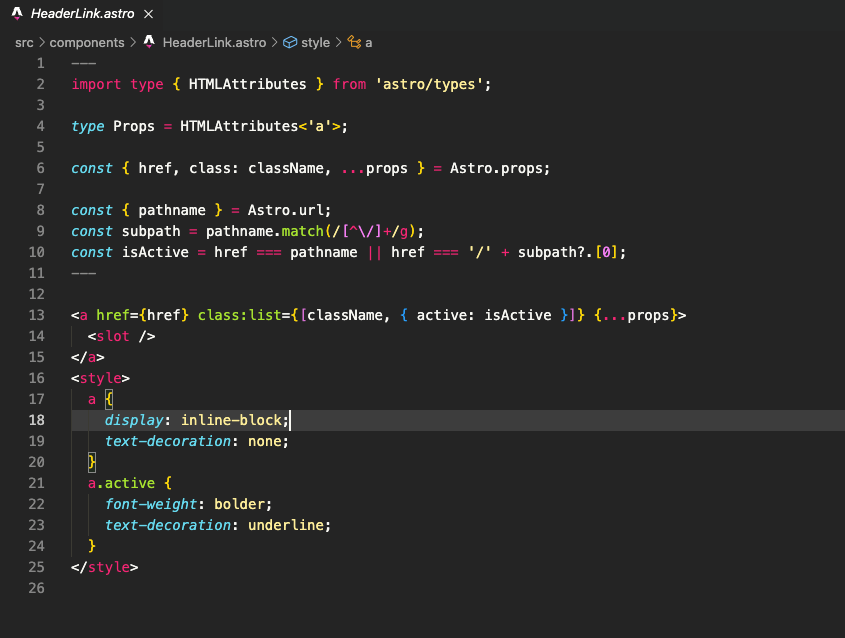 HeaderLink.astro
src > components > HeaderLink.astro > style > a
1 ---
2 import type { HTMLAttributes } from 'astro/types';
3
4 type Props = HTMLAttributes<'a'>;
5
6 const { href, class: className, ...props } = Astro.props;
7
8 const { pathname } = Astro.url;
9 const subpath = pathname.match(/[^\/]+/g);
10 const isActive = href === pathname || href === '/' + subpath?.[0];
11 ---
12
13 <a href={href} class:list={[className, { active: isActive }]} {...props}>
14 <slot />
15 </a>
16 <style>
17 a {
18 display: inline-block;
19 text-decoration: none;
20 }
21 a.active {
22 font-weight: bolder;
23 text-decoration: underline;
24 }
25 </style>
26